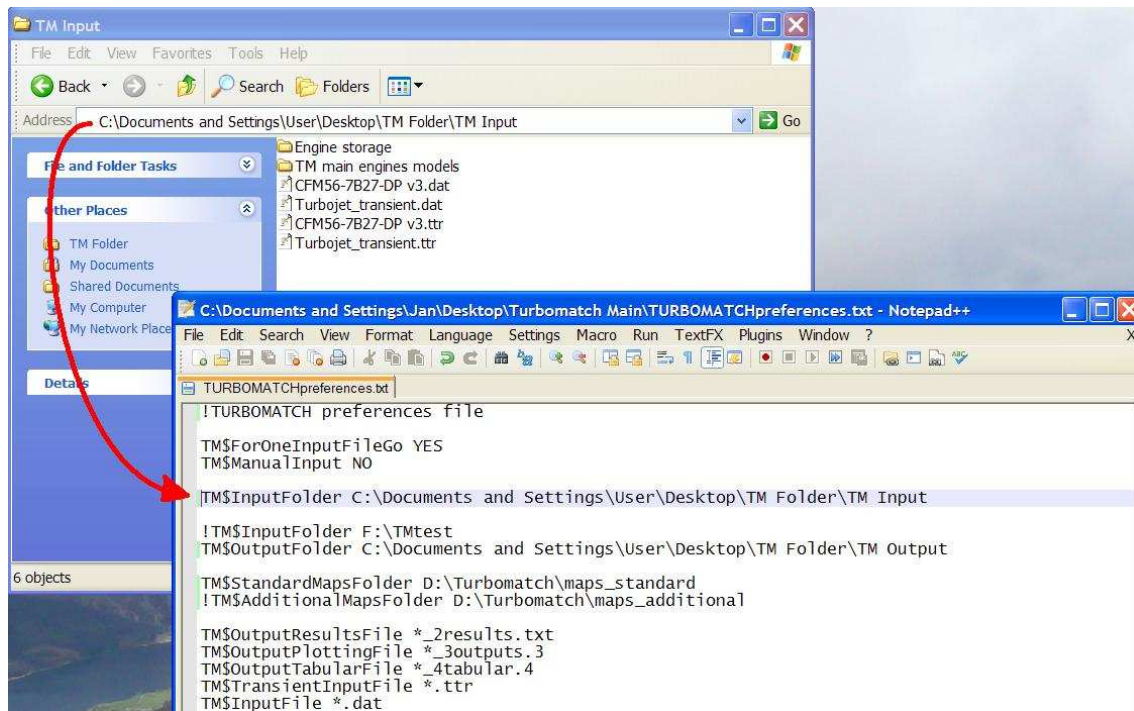 TM Input
File Edit View Favorites Tools Help
Back Search Folders
Address C:\Documents and Settings\User\Desktop\TM Folder\TM Input Go
File and Folder Tasks
Other Places
TM Folder
My Documents
Shared Documents
My Computer
My Network Place
Details
Engine storage
TM main engines models
CFM56-7B27-DP v3.dat
Turbojet_transient.dat
CFM56-7B27-DP v3.ttr
Turbojet_transient.ttr
6 objects
C:\Documents and Settings\Jan\Desktop\Turbomatch Main\TURBOMATCHpreferences.txt - Notepad++
File Edit Search View Format Language Settings Macro Run TextFX Plugins Window ? X
TURBOMATCHpreferences.txt
!TURBOMATCH preferences file
TM$ForOneInputFileGo YES
TM$ManualInput NO
TM$InputFolder C:\Documents and Settings\User\Desktop\TM Folder\TM Input
!TM$InputFolder F:\TMtest
TM$OutputFolder C:\Documents and Settings\User\Desktop\TM Folder\TM Output
TM$StandardMapsFolder D:\Turbomatch\maps_standard
!TM$AdditionalMapsFolder D:\Turbomatch\maps_additional
TM$OutputResultsFile *_2results.txt
TM$OutputPlottingFile *_3outputs.3
TM$OutputTabularFile *_4tabular.4
TM$TransientInputFile *.ttr
TM$InputFile *.dat